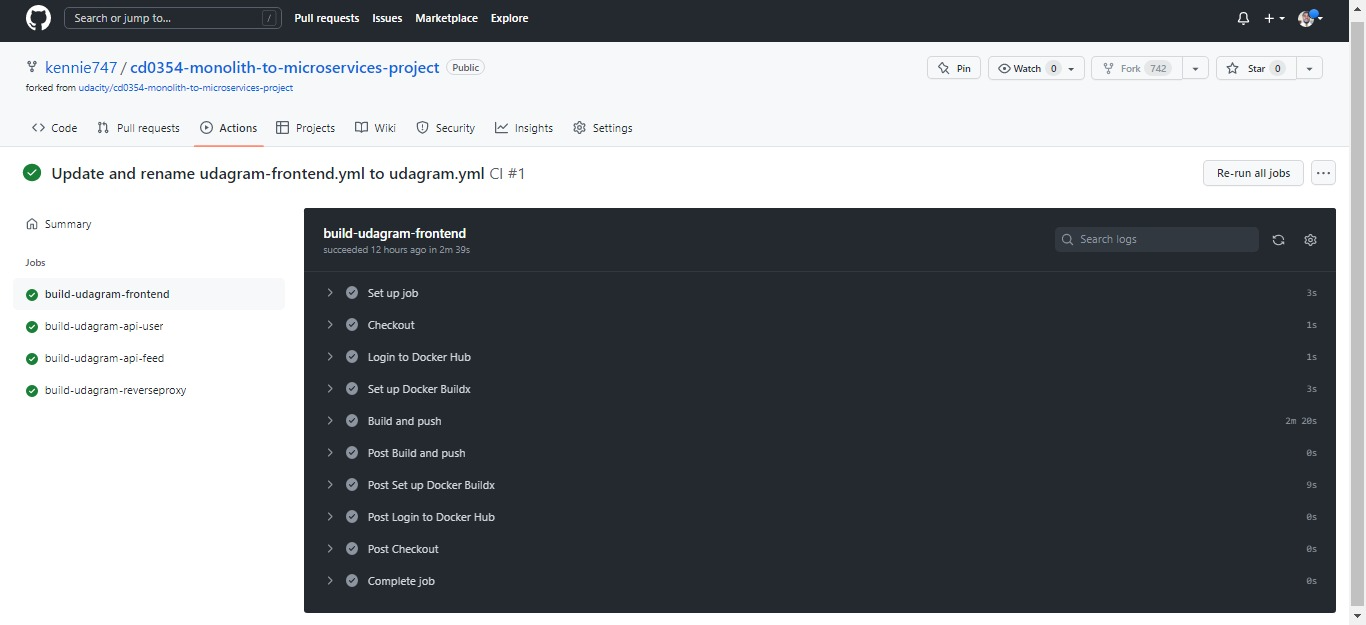 Search or jump to... / Pull requests Issues Marketplace Explore
kennie747 / cd0354-monolith-to-microservices-project Public Pin Watch 0 Fork 742 Star 0
forked from udacity/cd0354-monolith-to-microservices-project
Code Pull requests Actions Projects Wiki Security Insights Settings
Update and rename udagram-frontend.yml to udagram.yml CI #1 Re-run all jobs ...
Summary
Jobs
build-udagram-frontend
build-udagram-api-user
build-udagram-api-feed
build-udagram-reverseproxy
build-udagram-frontend
succeeded 12 hours ago in 2m 39s
Search logs
Set up job 3s
Checkout 1s
Login to Docker Hub 1s
Set up Docker Buildx 3s
Build and push 2m 20s
Post Build and push 0s
Post Set up Docker Buildx 9s
Post Login to Docker Hub 0s
Post Checkout 0s
Complete job 0s